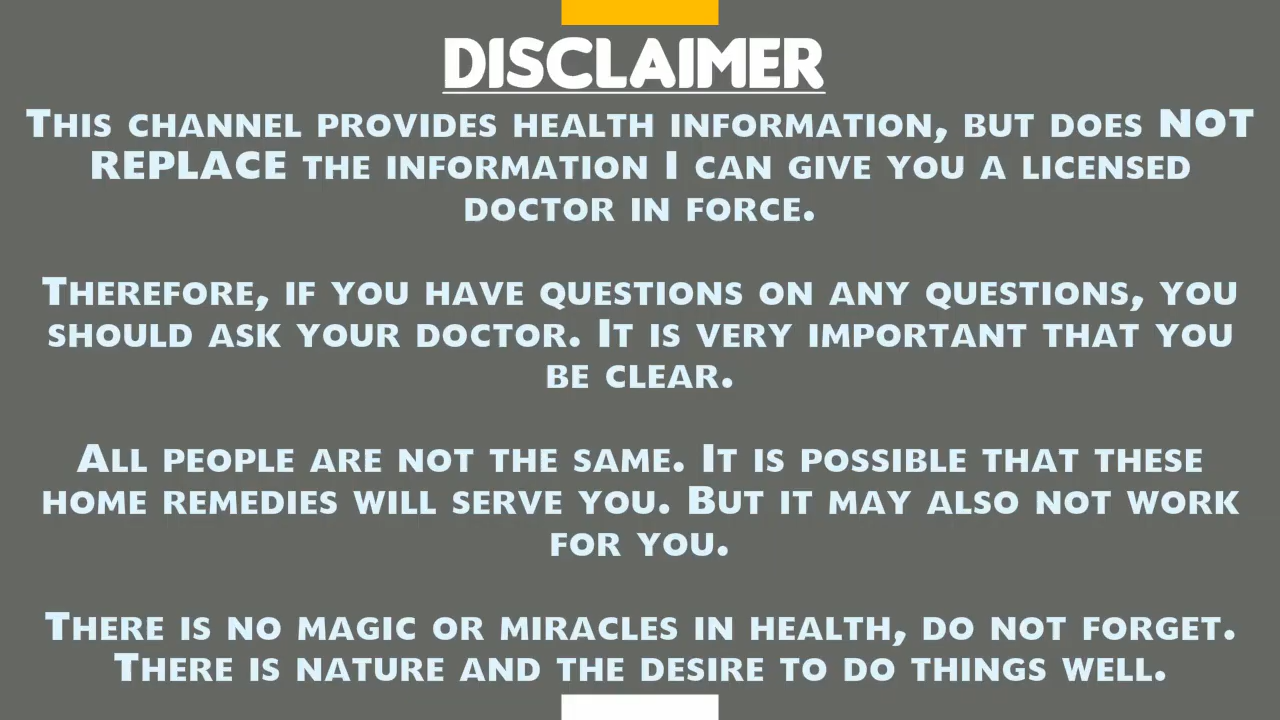 DISCLAIMER
THIS CHANNEL PROVIDES HEALTH INFORMATION, BUT DOES NOT
REPLACE THE INFORMATION I CAN GIVE YOU A LICENSED
DOCTOR IN FORCE.
THEREFORE, IF YOU HAVE QUESTIONS ON ANY QUESTIONS, YOU
SHOULD ASK YOUR DOCTOR. IT IS VERY IMPORTANT THAT YOU
BE CLEAR.
ALL PEOPLE ARE NOT THE SAME. IT IS POSSIBLE THAT THESE
HOME REMEDIES WILL SERVE YOU. BUT IT MAY ALSO NOT WORK
FOR YOU.
THERE IS NO MAGIC OR MIRACLES IN HEALTH, DO NOT FORGET.
THERE IS NATURE AND THE DESIRE TO DO THINGS WELL.